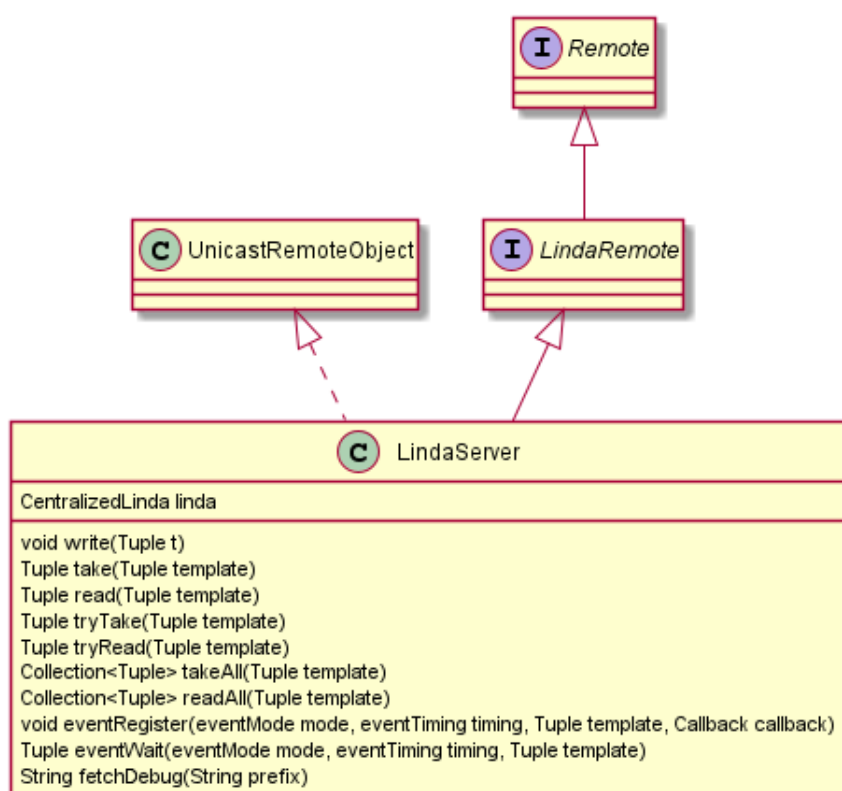 I Remote
C UnicastRemoteObject
I LindaRemote
C LindaServer
CentralizedLinda linda
void write(Tuple t)
Tuple take(Tuple template)
Tuple read(Tuple template)
Tuple tryTake(Tuple template)
Tuple tryRead(Tuple template)
Collection<Tuple> takeAll(Tuple template)
Collection<Tuple> readAll(Tuple template)
void eventRegister(eventMode mode, eventTiming timing, Tuple template, Callback callback)
Tuple eventWait(eventMode mode, eventTiming timing, Tuple template)
String fetchDebug(String prefix)